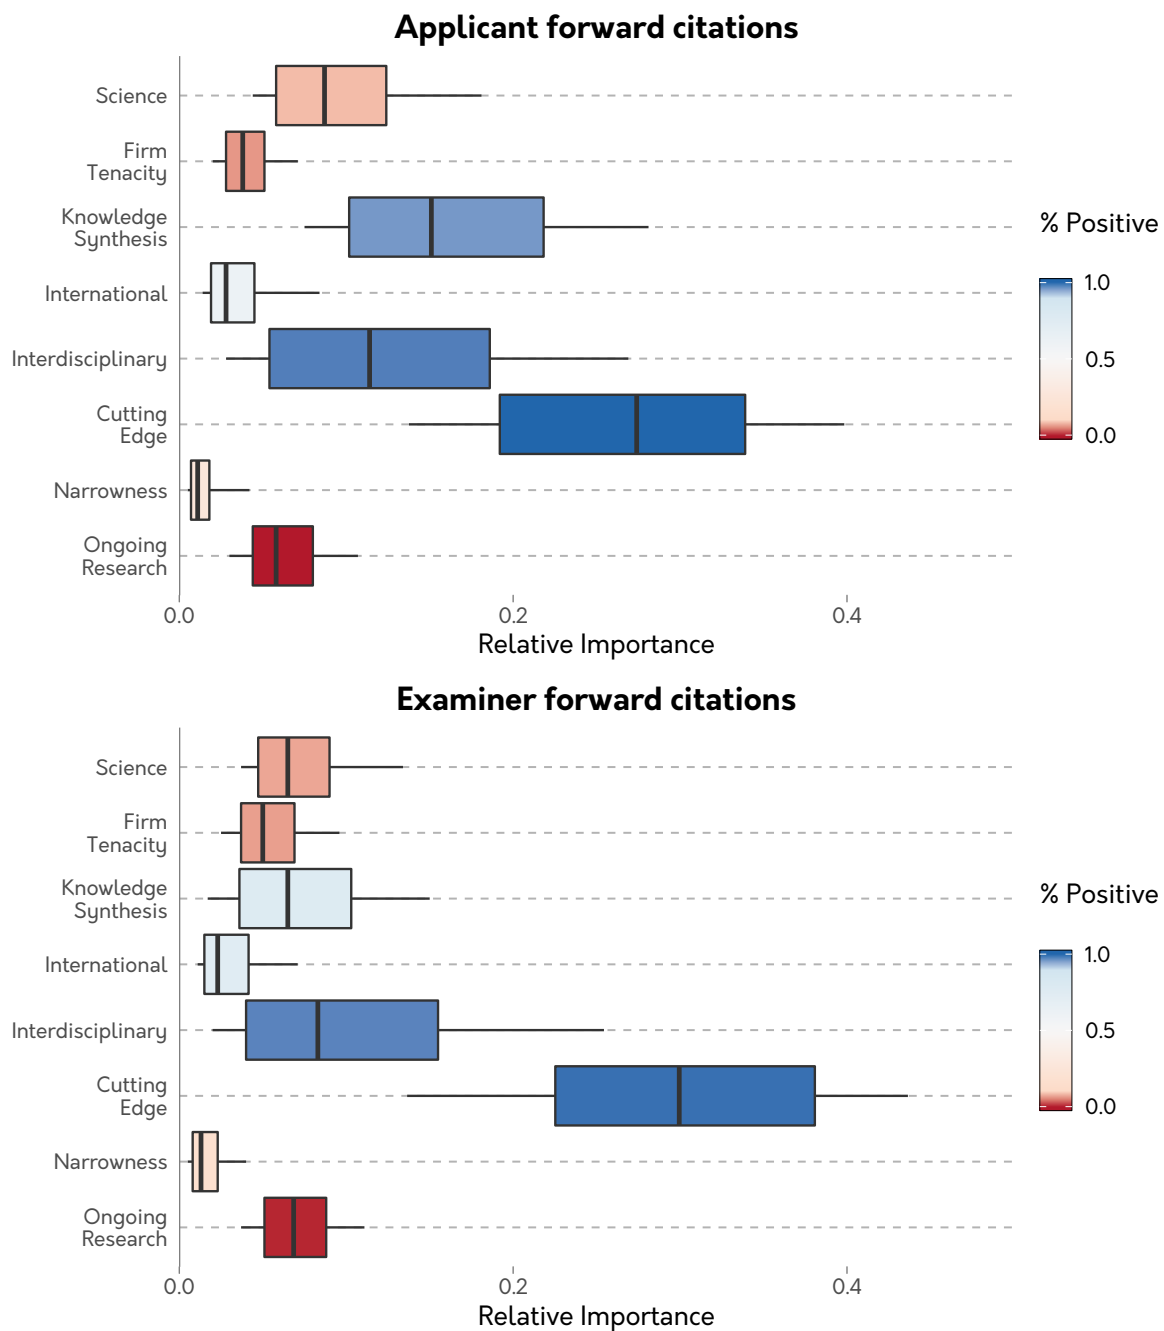 Applicant forward citations
Science
Firm
Tenacity
Knowledge
Synthesis
International
Interdisciplinary
Cutting
Edge
Narrowness
Ongoing
Research
0.0
0.2
0.4
Relative Importance
% Positive
1.0
0.5
0.0
Examiner forward citations
Science
Firm
Tenacity
Knowledge
Synthesis
International
Interdisciplinary
Cutting
Edge
Narrowness
Ongoing
Research
0.0
0.2
0.4
Relative Importance
% Positive
1.0
0.5
0.0